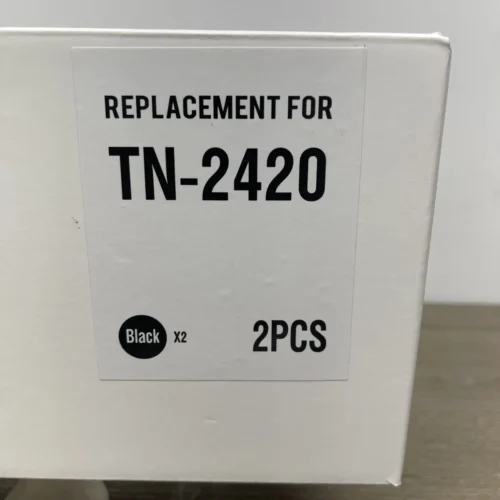 REPLACEMENT FOR
TN-2420
Black X2 2PCS